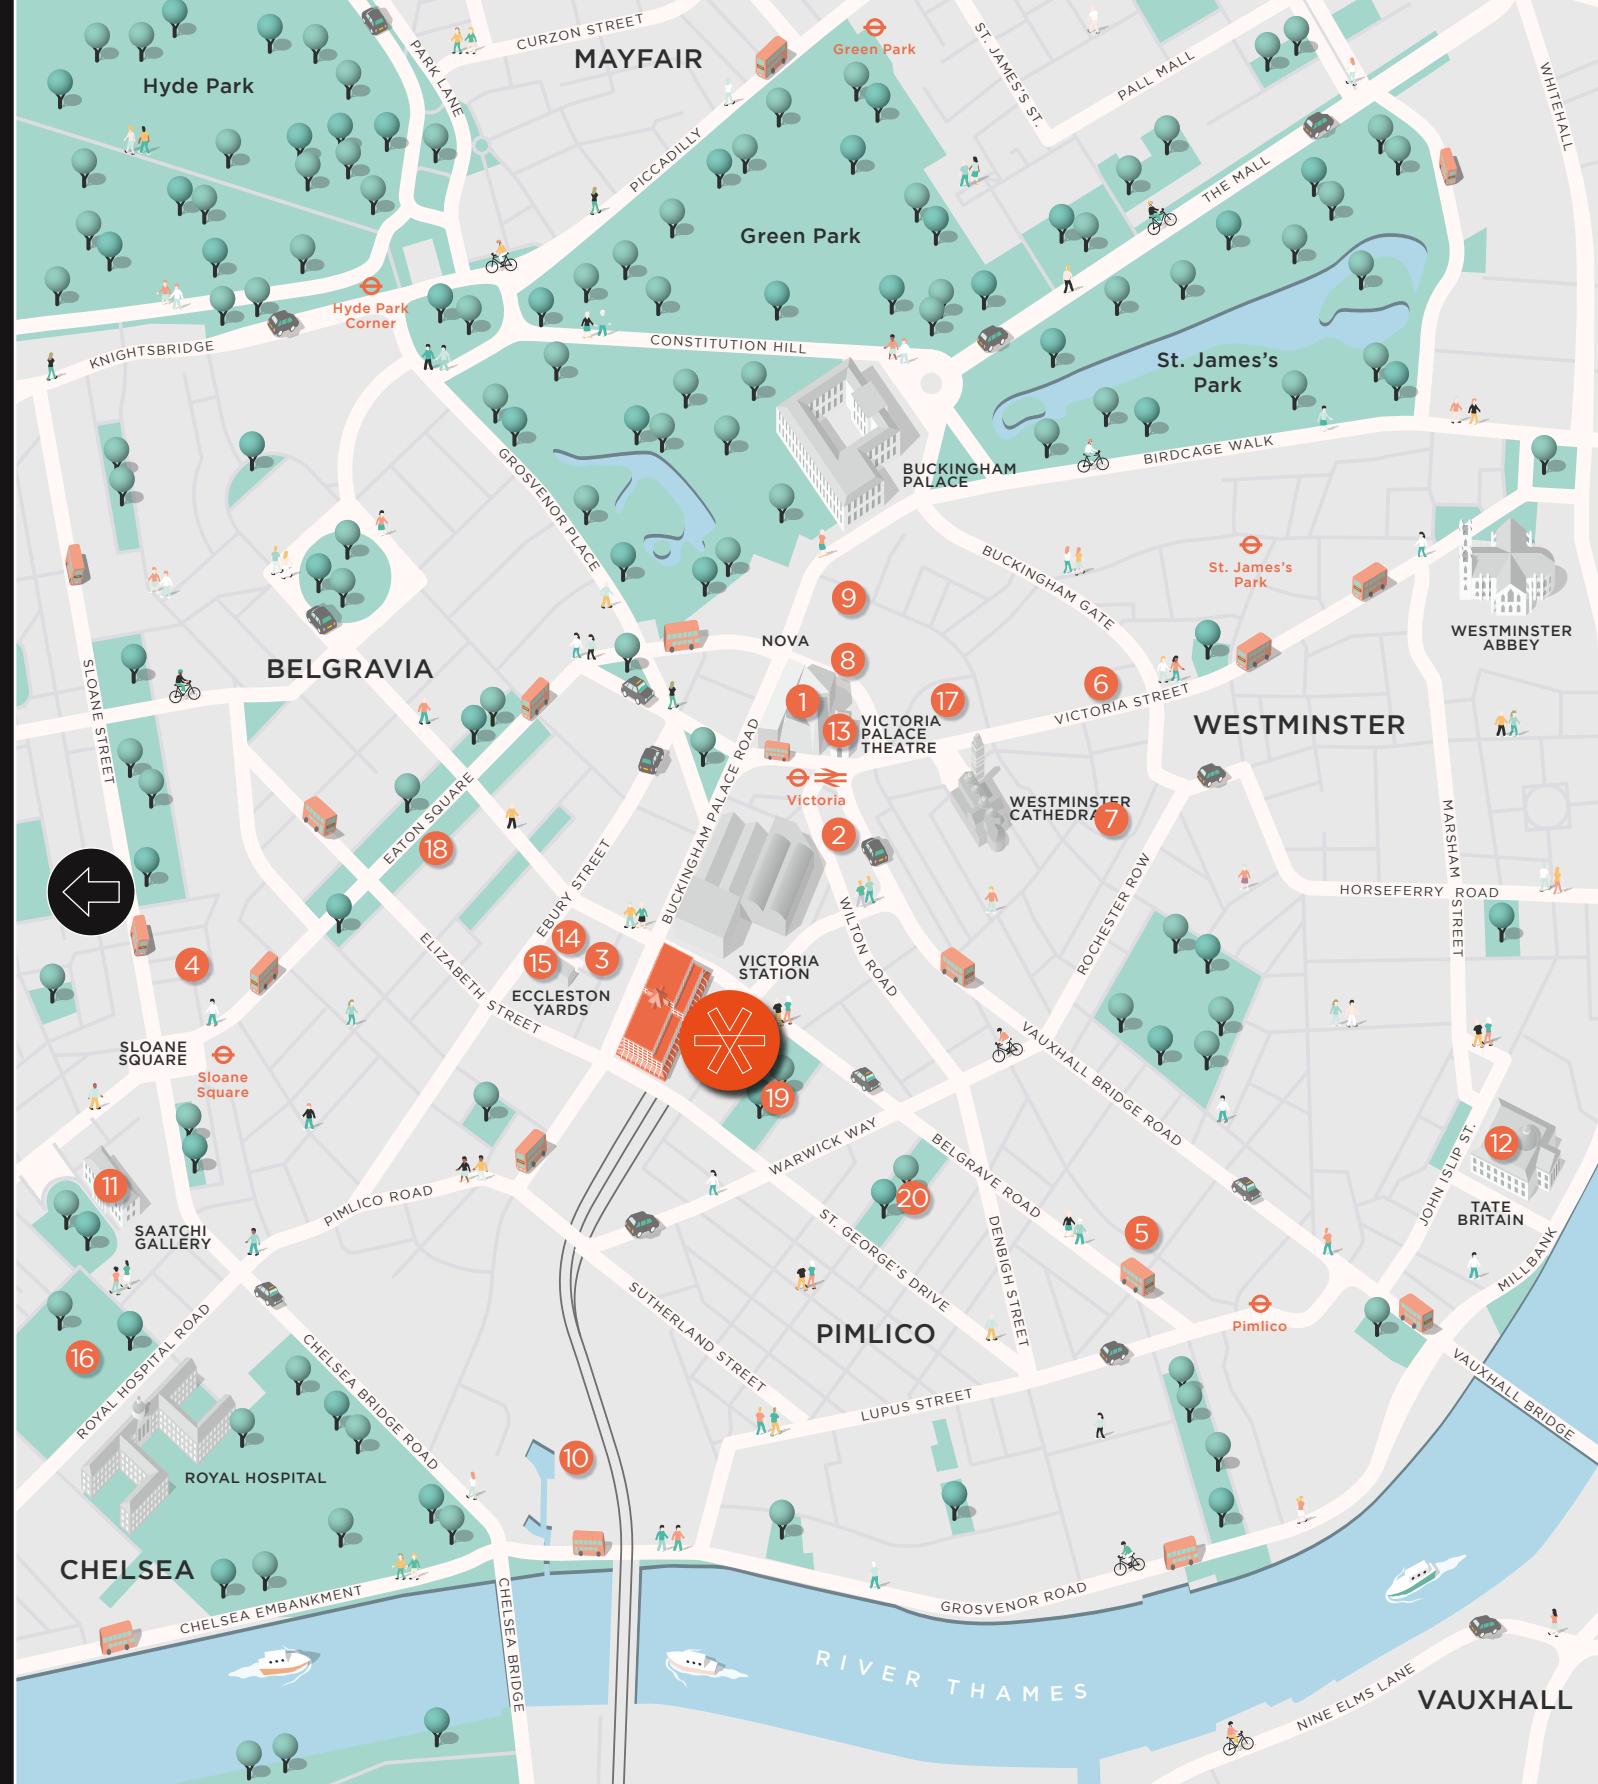 CURZON STREET
MAYFAIR
Green Park
PARK LANE
ST. JAMES'S ST.
PALL MALL
WHITEHALL
Hyde Park
PICCADILLY
THE MALL
Green Park
Hyde Park
Corner
KNIGHTSBRIDGE
CONSTITUTION HILL
St. James's
Park
BUCKINGHAM
PALACE
BIRDCAGE WALK
GROSVENOR PLACE
BUCKINGHAM GATE
St. James's
Park
9
WESTMINSTER
ABBEY
NOVA
BELGRAVIA
SLOANE STREET
8
6
1
17
VICTORIA STREET
13
VICTORIA
PALACE
THEATRE
WESTMINSTER
Victoria
BUCKINGHAM PALACE ROAD
WESTMINSTER
CATHEDRAL
7
2
EATON SQUARE
18
MARSHAM STREET
HORSEFERRY ROAD
EBURY STREET
WILTON ROAD
ROCHESTER ROW
14
15
3
4
ELIZABETH STREET
VICTORIA
STATION
ECCLESTON
YARDS
SLOANE
SQUARE
Sloane
Square
VAUXHALL BRIDGE ROAD
19
WARWICK WAY
BELGRAVE ROAD
12
JOHN ISLIP ST.
11
PIMLICO ROAD
20
TATE
BRITAIN
SAATCHI
GALLERY
ST. GEORGE'S DRIVE
DENBIGH STREET
5
MILLBANK
SUTHERLAND STREET
PIMLICO
Pimlico
16
ROYAL HOSPITAL ROAD
CHELSEA BRIDGE ROAD
LUPUS STREET
VAUXHALL BRIDGE
10
ROYAL HOSPITAL
CHELSEA
CHELSEA EMBANKMENT
CHELSEA BRIDGE
GROSVENOR ROAD
RIVER THAMES
NINE ELMS LANE
VAUXHALL